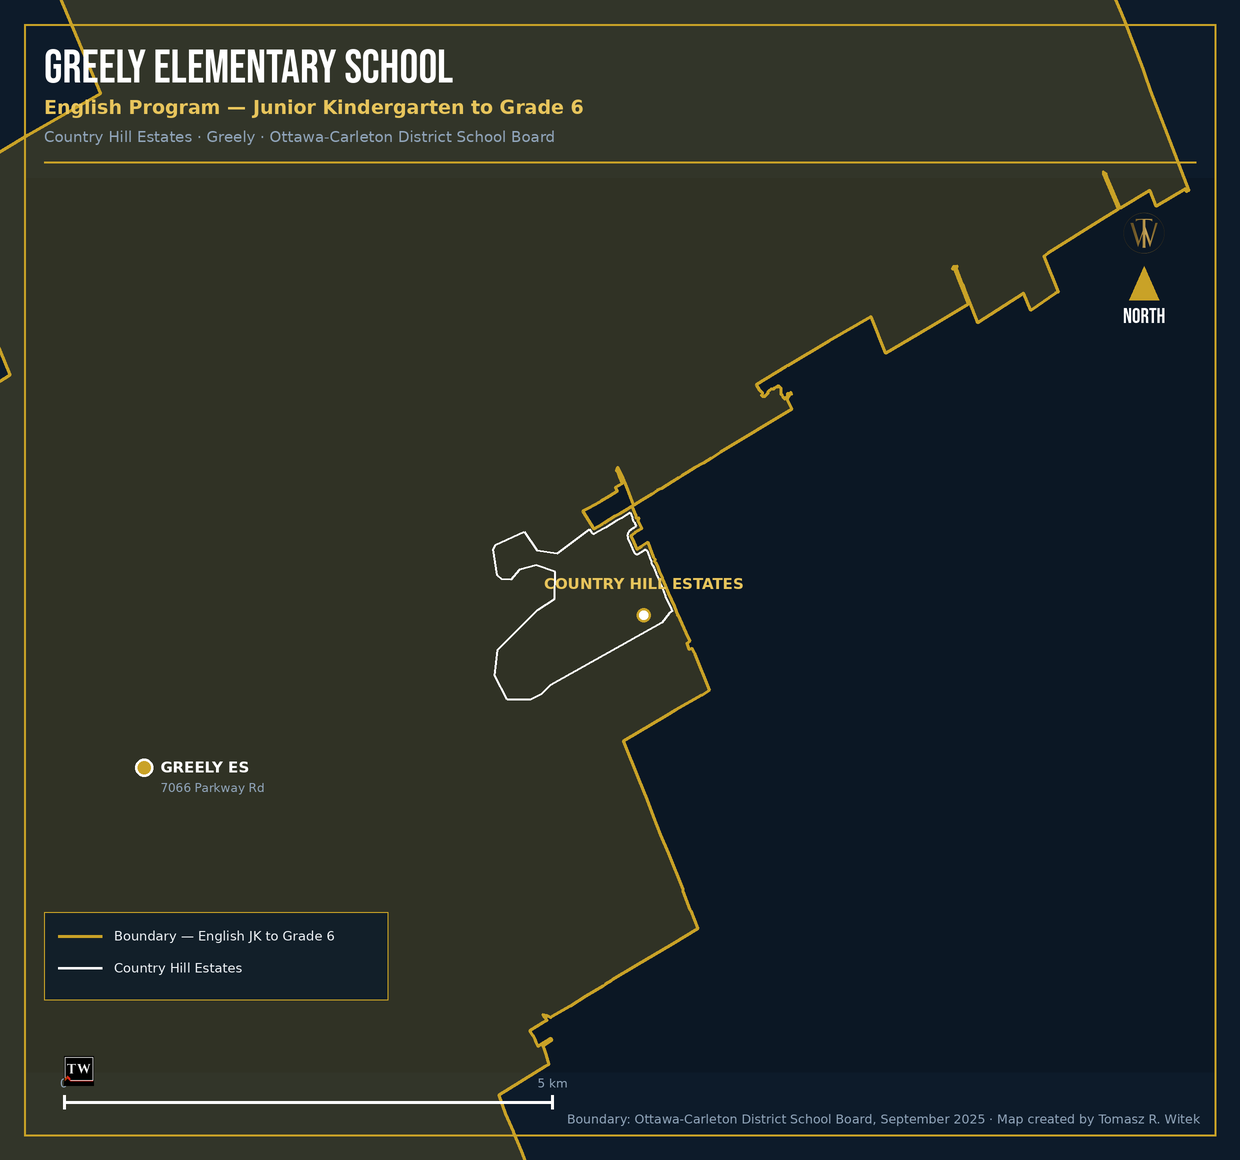 GREELY ELEMENTARY SCHOOL
English Program — Junior Kindergarten to Grade 6
Country Hill Estates · Greely · Ottawa-Carleton District School Board
TW
NORTH
COUNTRY HILL ESTATES
GREELY ES
7066 Parkway Rd
Boundary — English JK to Grade 6
Country Hill Estates
TW
0 5 km
Boundary: Ottawa-Carleton District School Board, September 2025 · Map created by Tomasz R. Witek